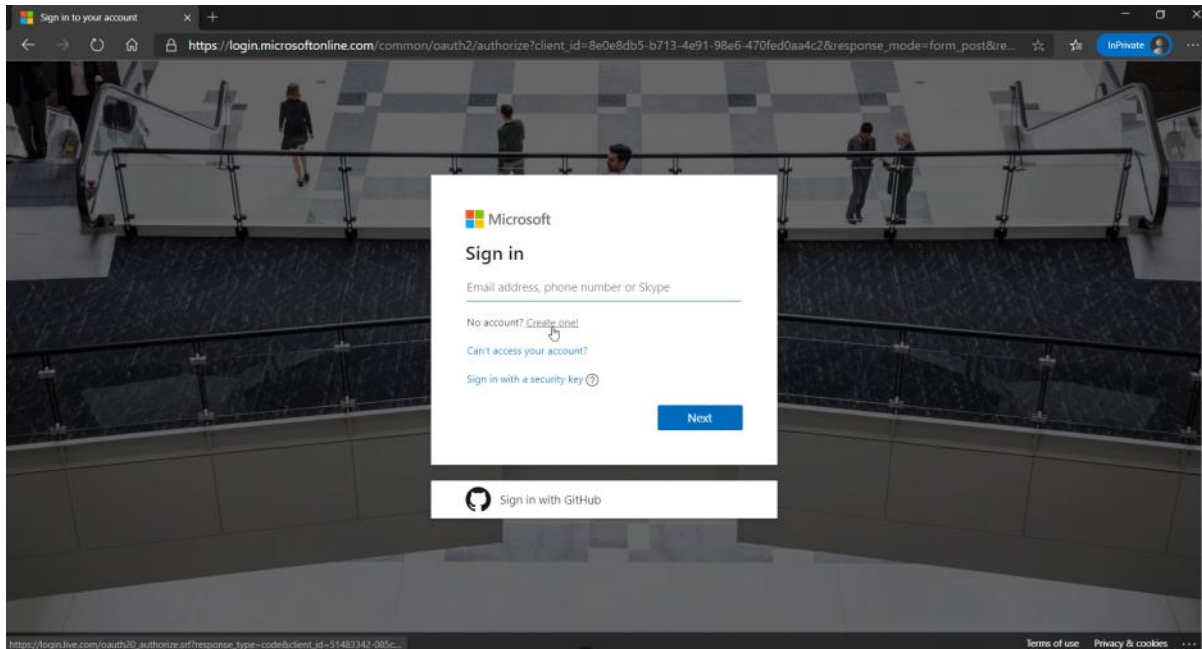 Sign in to your account
https://login.microsoftonline.com/common/oauth2/authorize?client_id=8e0e8db5-b713-4e91-98e6-470fed0aa4c2&response_mode=form_post&re...
InPrivate
Microsoft
Sign in
Email address, phone number or Skype
No account? Create one!
Can't access your account?
Sign in with a security key
Next
Sign in with GitHub
https://login.live.com/oauth20_authorize.srf?response_type=code&client_id=51483342-085c...
Terms of use Privacy & cookies ...